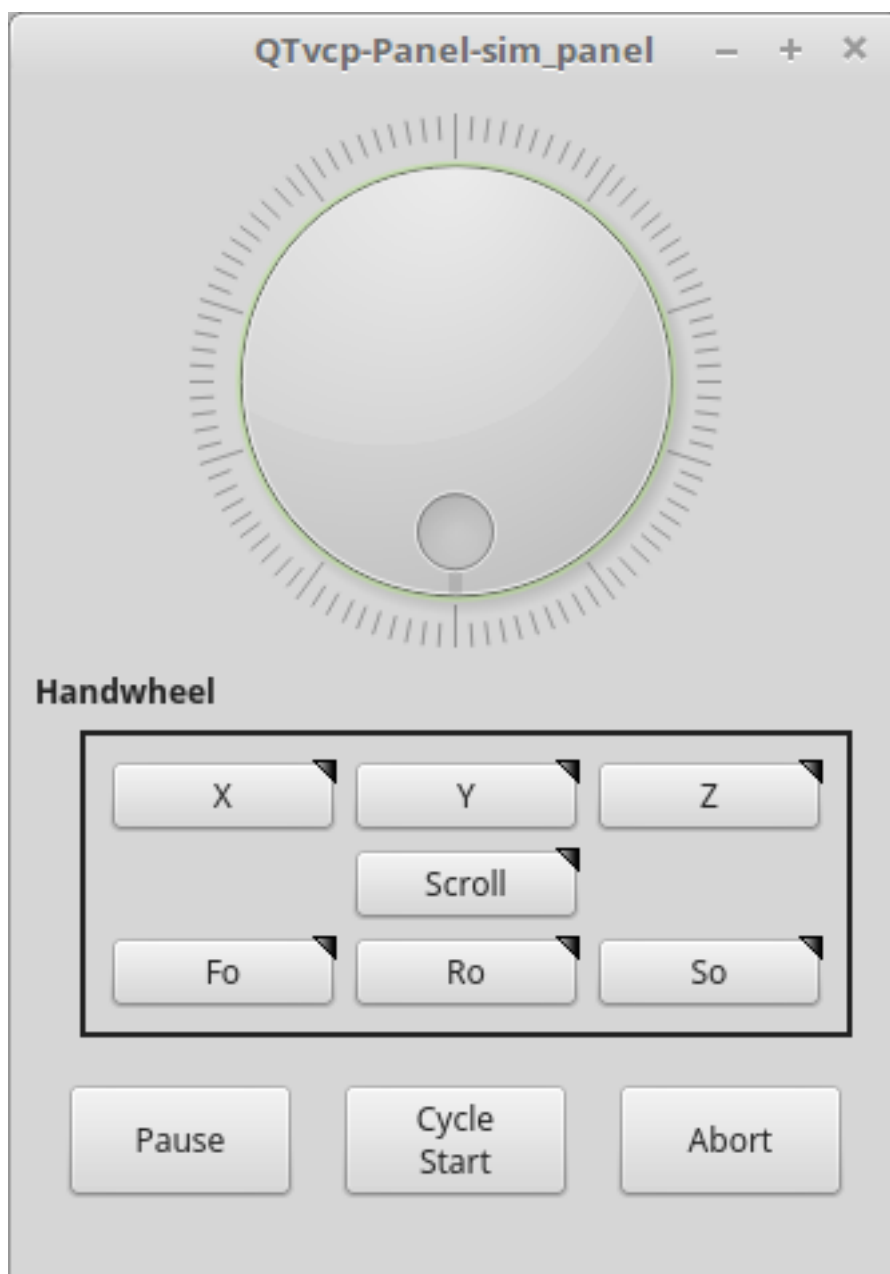 QTvcp-Panel-sim_panel
Handwheel
X Y Z
Scroll
Fo Ro So
Pause Cycle Start Abort